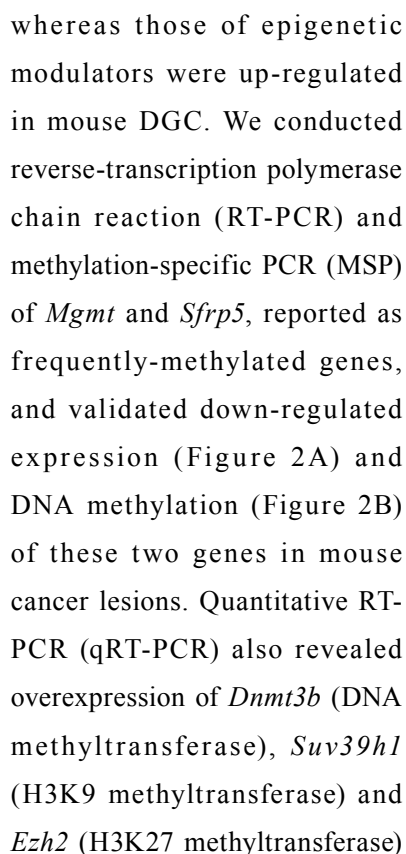 whereas those of epigenetic
modulators were up-regulated
in mouse DGC. We conducted
reverse-transcription polymerase
chain reaction (RT-PCR) and
methylation-specific PCR (MSP)
of Mgmt and Sfrp5, reported as
frequently-methylated genes,
and validated down-regulated
expression (Figure 2A) and
DNA methylation (Figure 2B)
of these two genes in mouse
cancer lesions. Quantitative RT-
PCR (qRT-PCR) also revealed
overexpression of Dnmt3b (DNA
methyltransferase), Suv39h1
(H3K9 methyltransferase) and
Ezh2 (H3K27 methyltransferase)